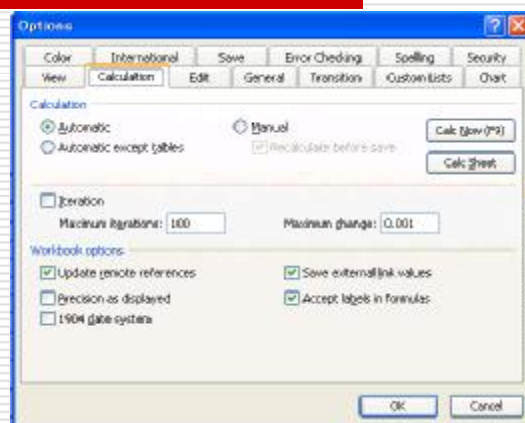 Options
Color International Save Error Checking Spelling Security
View Calculation Edit General Transition Custom Lists Chart
Calculation
Automatic Manual Calc Now (F9)
Automatic except tables Recalculate before save
Calc Sheet
Iteration
Maximum iterations: 100 Maximum change: 0.001
Workbook options
Update remote references Save external link values
Precision as displayed Accept labels in formulas
1904 date system
OK Cancel